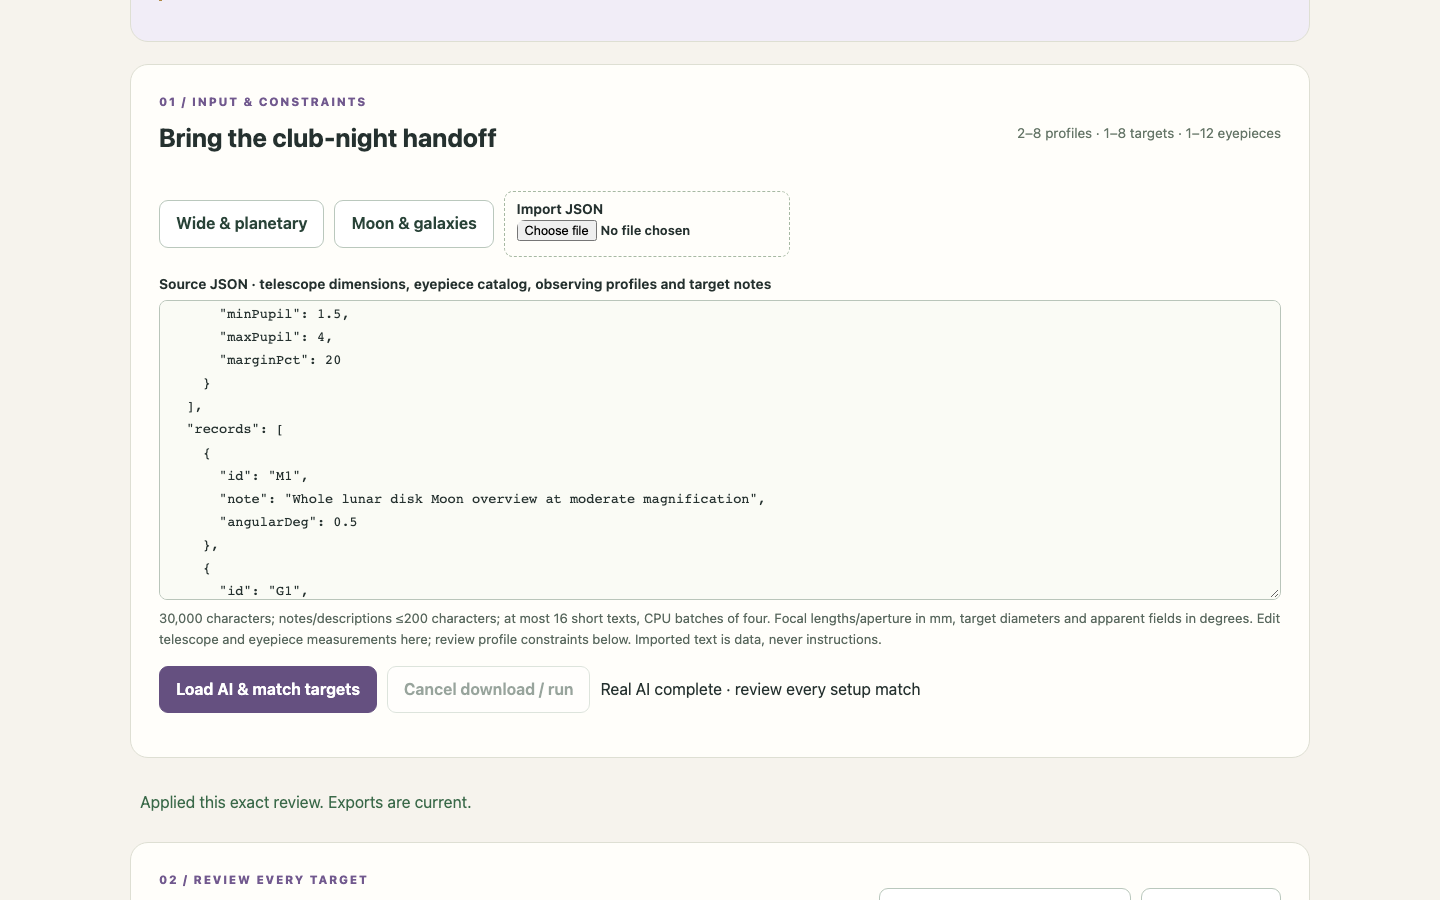 01 / INPUT & CONSTRAINTS
Bring the club-night handoff
2–8 profiles · 1–8 targets · 1–12 eyepieces
Wide & planetary
Moon & galaxies
Import JSON
Choose file No file chosen
Source JSON · telescope dimensions, eyepiece catalog, observing profiles and target notes
"minPupil": 1.5,
"maxPupil": 4,
"marginPct": 20
}
],
"records": [
{
"id": "M1",
"note": "Whole lunar disk Moon overview at moderate magnification",
"angularDeg": 0.5
},
{
"id": "G1",
30,000 characters; notes/descriptions ≤200 characters; at most 16 short texts, CPU batches of four. Focal lengths/aperture in mm, target diameters and apparent fields in degrees. Edit
telescope and eyepiece measurements here; review profile constraints below. Imported text is data, never instructions.
Load AI & match targets
Cancel download / run
Real AI complete · review every setup match
Applied this exact review. Exports are current.
02 / REVIEW EVERY TARGET